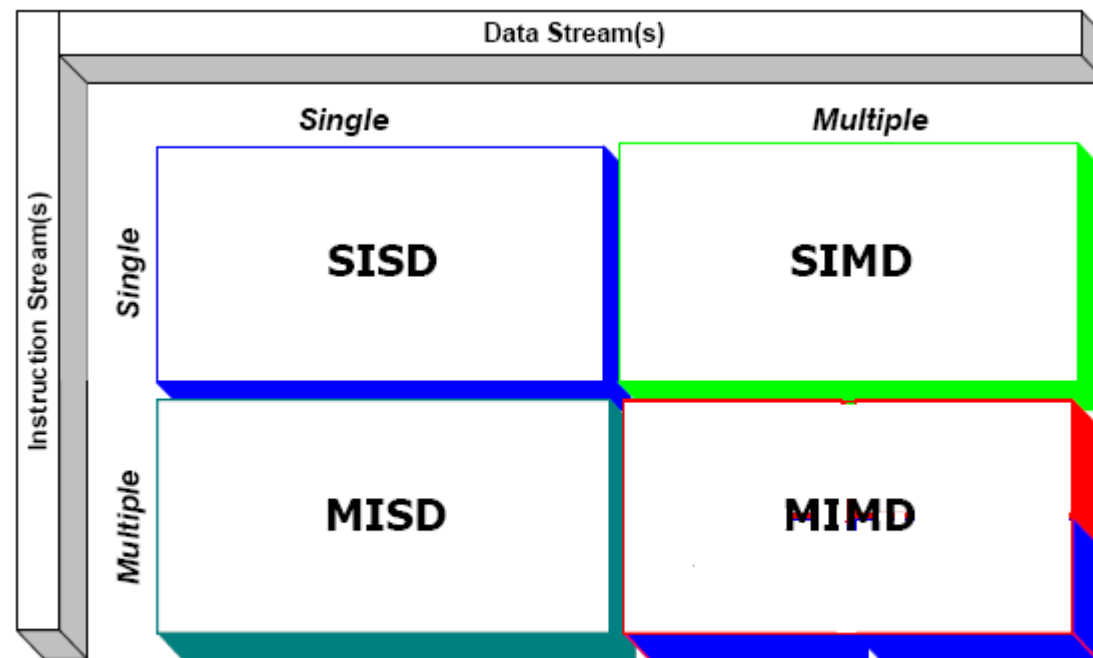 Data Stream(s)
Single
Multiple
Instruction Stream(s)
Single
SISD
SIMD
Multiple
MISD
MIMD